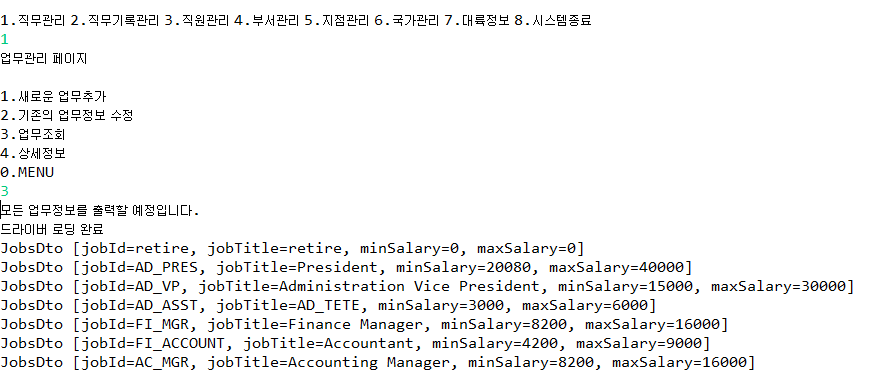 1.직무관리 2.직무기록관리 3.직원관리 4.부서관리 5.지점관리 6.국가관리 7.대륙정보 8.시스템종료
1
업무관리 페이지
1.새로운 업무추가
2.기존의 업무정보 수정
3.업무조회
4.상세정보
0.MENU
3
모든 업무정보를 출력할 예정입니다.
드라이버 로딩 완료
JobsDto [jobId=retire, jobTitle=retire, minSalary=0, maxSalary=0]
JobsDto [jobId=AD_PRES, jobTitle=President, minSalary=20080, maxSalary=40000]
JobsDto [jobId=AD_VP, jobTitle=Administration Vice President, minSalary=15000, maxSalary=30000]
JobsDto [jobId=AD_ASST, jobTitle=AD_TETE, minSalary=3000, maxSalary=6000]
JobsDto [jobId=FI_MGR, jobTitle=Finance Manager, minSalary=8200, maxSalary=16000]
JobsDto [jobId=FI_ACCOUNT, jobTitle=Accountant, minSalary=4200, maxSalary=9000]
JobsDto [jobId=AC_MGR, jobTitle=Accounting Manager, minSalary=8200, maxSalary=16000]